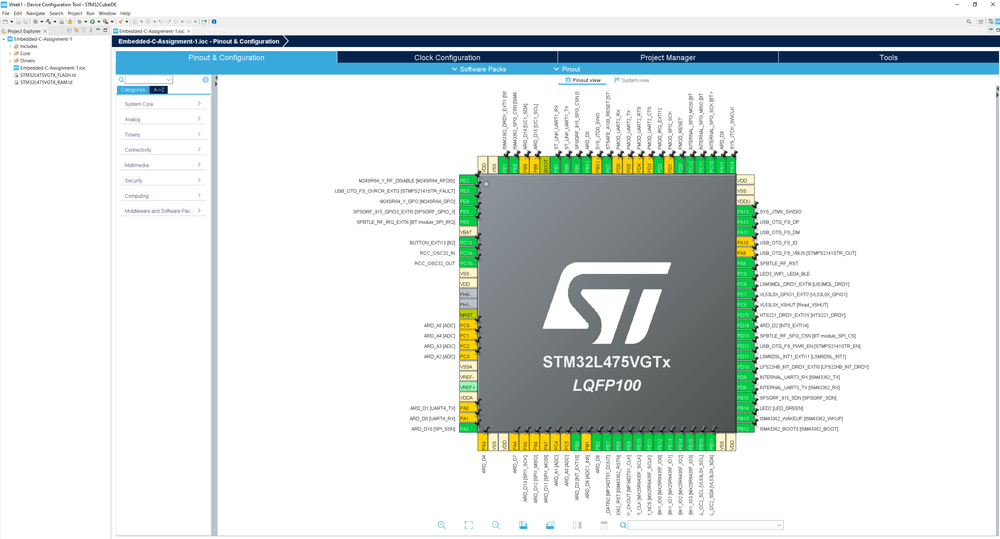 Week1 - Device Configuration Tool - STM32CubeIDE
File Edit Navigate Search Project Run Window Help
Project Explorer
Embedded-C-Assignment-1.ioc
Embedded-C-Assignment-1
Includes
Core
Drivers
Embedded-C-Assignment-1.ioc
STM32L475VGTX_FLASH.ld
STM32L475VGTX_RAM.ld
Embedded-C-Assignment-1.ioc - Pinout & Configuration
Pinout & Configuration
Clock Configuration
Project Manager
Tools
Software Packs
Pinout
Pinout view
System view
Categories
A->Z
System Core
Analog
Timers
Connectivity
Multimedia
Security
Computing
Middleware and Software Pac...
ISM43362_DRDY_EXTI1 [ISM
ISM43362_SPI3_CSN [ISM4
ARD_D14 [I2C1_SDA]
ARD_D15 [I2C1_SCL]
ST_LINK_UART1_RX
ST_LINK_UART1_TX
SPSGRF_915_SPI3_CSN [S
ARD_D5
SYS_JTD0_SWO
STSAFE_A100_RESET [ST
PMOD_UART2_RX
PMOD_UART2_TX
PMOD_UART2_RTS
PMOD_UART2_CTS
PMOD_IRQ_EXTI12
PMOD_SPI2_SCK
PMOD_RESET
INTERNAL_SPI3_MOSI [BT
INTERNAL_SPI3_MISO [BT
INTERNAL_SPI3_SCK [BT r
ARD_D9
SYS_JTCK_SWCLK
VDD
VSS
PE1
PE0
PB9
PB8
BOOT..
PB7
PB6
PB5
PB4 (..
PB3 (..
PD7
PD6
PD5
PD4
PD3
PD2
PD1
PD0
PC12
PC11
PC10
PA15 ..
PA14 ..
M24SR64_Y_RF_DISABLE [M24SR64_RFDIS] PE2
USB_OTG_FS_OVRCR_EXTI3 [STMPS2141STR_FAULT] PE3
M24SR64_Y_GPO [M24SR64_GPO] PE4
SPSGRF_915_GPIO3_EXTI5 [SPSGRF_GPIO_3] PE5
SPBTLE_RF_IRQ_EXTI6 [BT module_SPI_IRQ] PE6
VBAT
BUTTON_EXTI13 [B2] PC13
RCC_OSC32_IN PC14-..
RCC_OSC32_OUT PC15-..
VSS
VDD
PH0-..
PH1-..
NRST
ARD_A5 [ADC] PC0
ARD_A4 [ADC] PC1
ARD_A3 [ADC] PC2
ARD_A2 [ADC] PC3
VSSA
VREF-
VREF+
VDDA
ARD_D1 [UART4_TX] PA0
ARD_D0 [UART4_RX] PA1
ARD_D10 [SPI_SSN] PA2
STM32L475VGTx
LQFP100
VDD
VSS
VDDU..
PA13 .. SYS_JTMS_SWDIO
PA12 USB_OTG_FS_DP
PA11 USB_OTG_FS_DM
PA10 USB_OTG_FS_ID
PA9 USB_OTG_FS_VBUS [STMPS2141STR_OUT]
PA8 SPBTLE_RF_RST
PC9 LED3_WIFI_ LED4_BLE
PC8 LSM3MDL_DRDY_EXTI8 [LIS3MDL_DRDY]
PC7 VL53L0X_GPIO1_EXTI7 [VL53L0X_GPIO1]
PC6 VL53L0X_XSHUT [Read_XSHUT]
PD15 HTS221_DRDY_EXTI15 [HTS221_DRDY]
PD14 ARD_D2 [INT0_EXTI14]
PD13 SPBTLE_RF_SPI3_CSN [BT module_SPI_CS]
PD12 USB_OTG_FS_PWR_EN [STMPS2141STR_EN]
PD11 LSM6DSL_INT1_EXTI11 [LSM6DSL_INT1]
PD10 LPS22HB_INT_DRDY_EXTI0 [LPS22HB_INT_DRDY]
PD9 INTERNAL_UART3_RX [ISM43362_TX]
PD8 INTERNAL_UART3_TX [ISM43362_RX]
PB15 SPSGRF_915_SDN [SPSGRF_SDN]
PB14 LED2 [LED_GREEN]
PB13 ISM43362_WAKEUP [ISM43362_WKUP]
PB12 ISM43362_BOOT0 [ISM43362_BOOT]
PA3
VSS
VDD
PA4
PA5
PA6
PA7
PC4
PC5
PB0
PB1
PB2
PE7
PE8
PE9
PE10
PE11
PE12
PE13
PE14
PE15
PB10
PB11
VSS
VDD
ARD_D4
ARD_D7
ARD_D13 [SPI1_SCK]
ARD_D12 [SPI1_MISO]
ARD_D11 [SPI1_MOSI]
ARD_A1 [ADC]
ARD_A0 [ADC]
ARD_D3 [INT_EXT10]
ARD_D6 [ADC1_IN6]
ARD_D8
_DATIN2 [MP34DT01_DOUT]
3362_RST [ISM43362_RSTN]
I1_CKOUT [MP34DT01_CLK]
PI_CLK [MX25R6435F_SCLK]
I_NCS [MX25R6435F_SCLK]
BK1_IO0 [MX25R6435F_IO0]
BK1_IO1 [MX25R6435F_IO1]
BK1_IO2 [MX25R6435F_IO2]
BK1_IO3 [MX25R6435F_IO3]
L_I2C2_SCL [VL53L0X_SCL]
L_I2C2_SDA [VL53L0X_SDA]